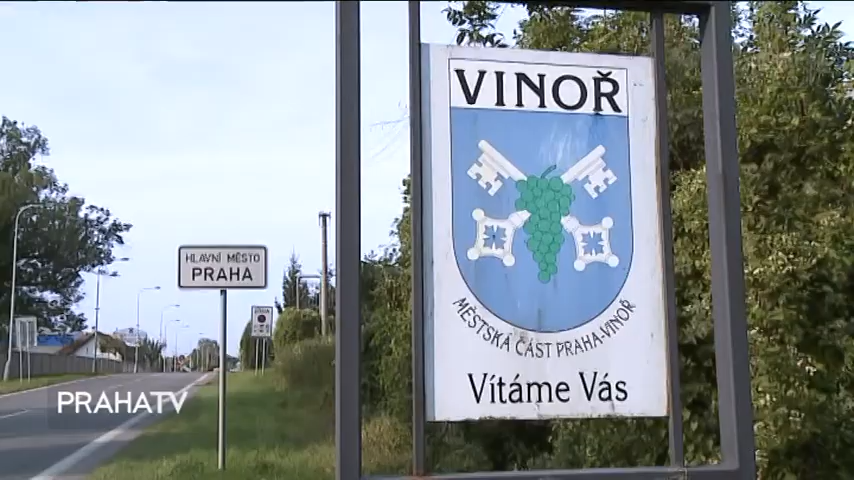 VINOŘ
MĚSTSKÁ ČÁST PRAHA-VINOŘ
Vítáme Vás
HLAVNÍ MĚSTO
PRAHA
PRAHATV